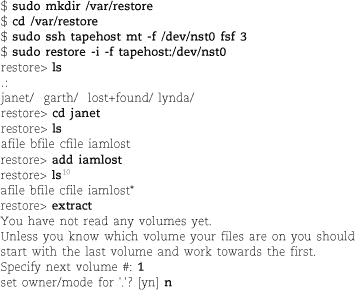 $ sudo mkdir /var/restore
$ cd /var/restore
$ sudo ssh tapehost mt -f /dev/nst0 fsf 3
$ sudo restore -i -f tapehost:/dev/nst0
restore> ls
.:
janet/ garth/ lost+found/ lynda/
restore> cd janet
restore> ls
afile bfile cfile iamlost
restore> add iamlost
restore> ls10
afile bfile cfile iamlost*
restore> extract
You have not read any volumes yet.
Unless you know which volume your files are on you should
start with the last volume and work towards the first.
Specify next volume #: 1
set owner/mode for '.'? [yn] n